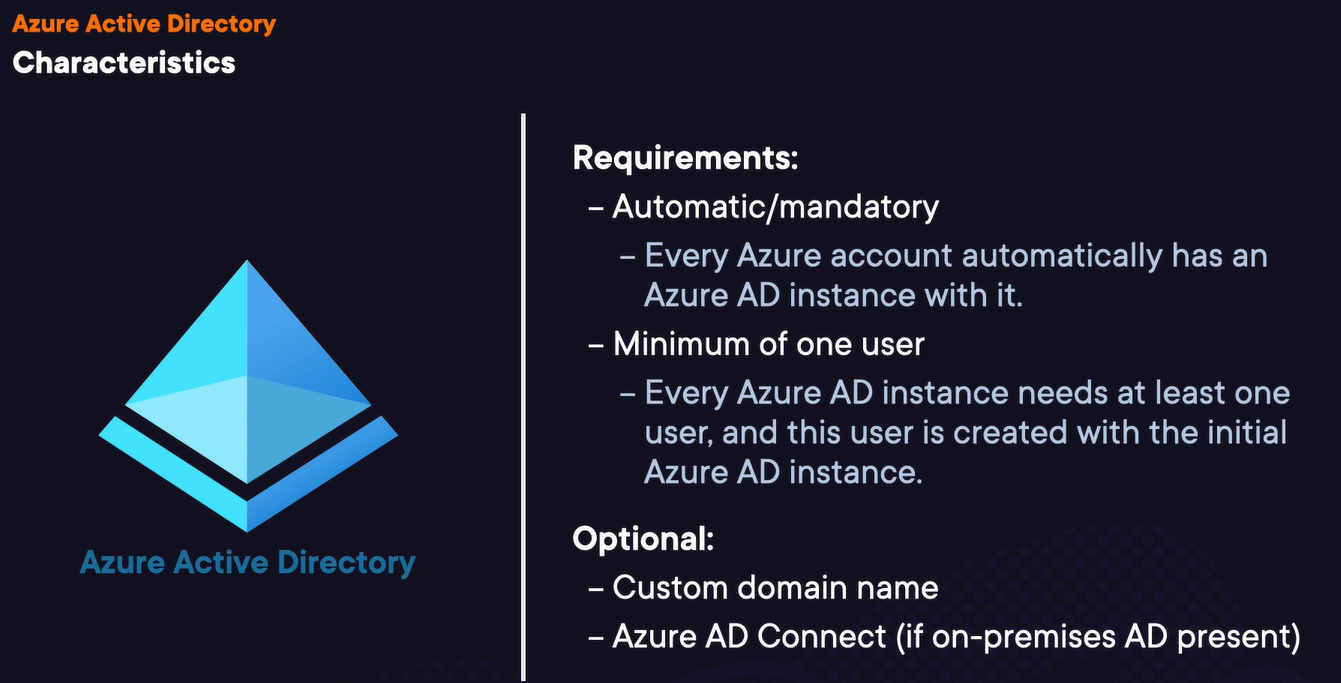 Azure Active Directory
Characteristics
Requirements:
– Automatic/mandatory
– Every Azure account automatically has an
Azure AD instance with it.
– Minimum of one user
– Every Azure AD instance needs at least one
user, and this user is created with the initial
Azure AD instance.
Optional:
– Custom domain name
– Azure AD Connect (if on-premises AD present)
Azure Active Directory